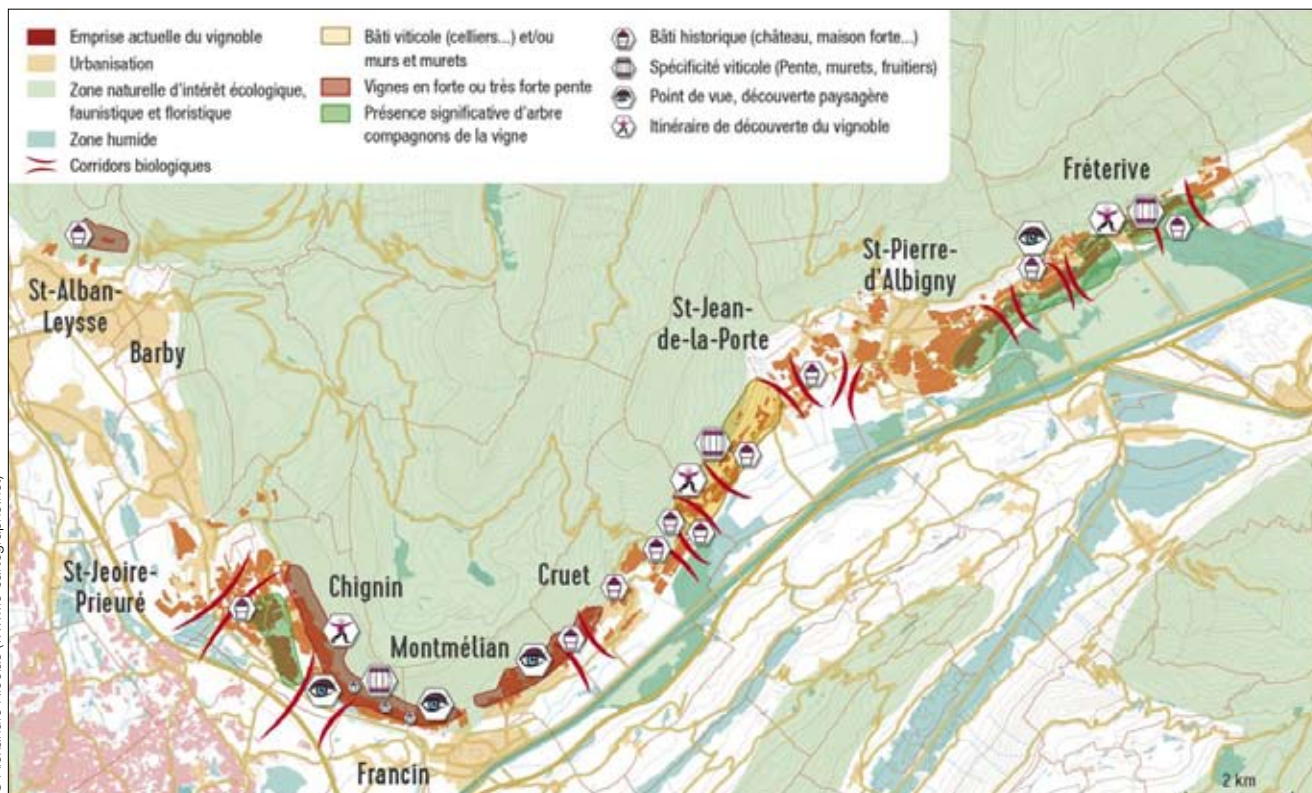 Emprise actuelle du vignoble
Urbanisation
Zone naturelle d'intérêt écologique,
faunistique et floristique
Zone humide
Corridors biologiques
Bâti viticole (celliers...) et/ou
murs et murets
Vignes en forte ou très forte pente
Présence significative d'arbre
compagnons de la vigne
Bâti historique (château, maison forte...)
Spécificité viticole (Pente, murets, fruitiers)
Point de vue, découverte paysagère
Itinéraire de découverte du vignoble
Fréterive
St-Pierre-
d'Albigny
St-Alban-
Leysse
St-Jean-
de-la-Porte
Barby
St-Jeoire-
Prieuré
Chignin
Cruet
Montmélian
Francin
2 km